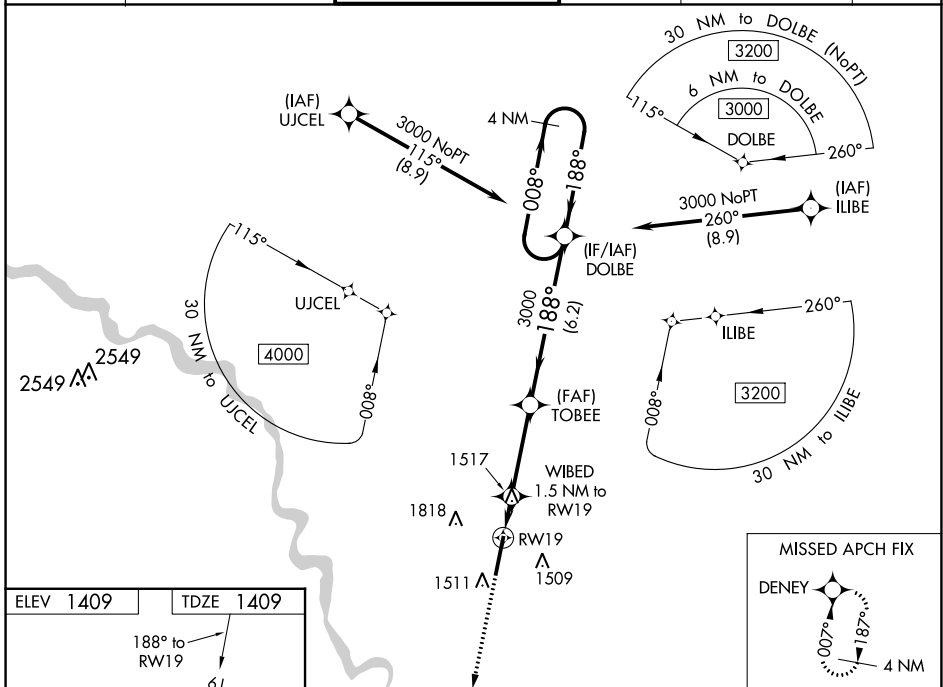 30 NM to DOLBE (NoPT)
3200
6 NM to DOLBE
3000
115°
DOLBE
260°
(IAF)
UJCEL
3000 NoPT
115°
(8.9)
4 NM
008°
188°
3000 NoPT
260°
(8.9)
(IAF)
ILIBE
(IF/IAF)
DOLBE
115°
UJCEL
30 NM to UJCEL
4000
008°
3000
188°
(6.2)
260°
ILIBE
008°
3200
30 NM to ILIBE
2549
2549
(FAF)
TOBEE
1517
WIBED
1.5 NM to
RW19
1818
RW19
1511
1509
MISSED APCH FIX
DENEY
007°
187°
4 NM
ELEV 1409
TDZE 1409
188° to
RW19
19